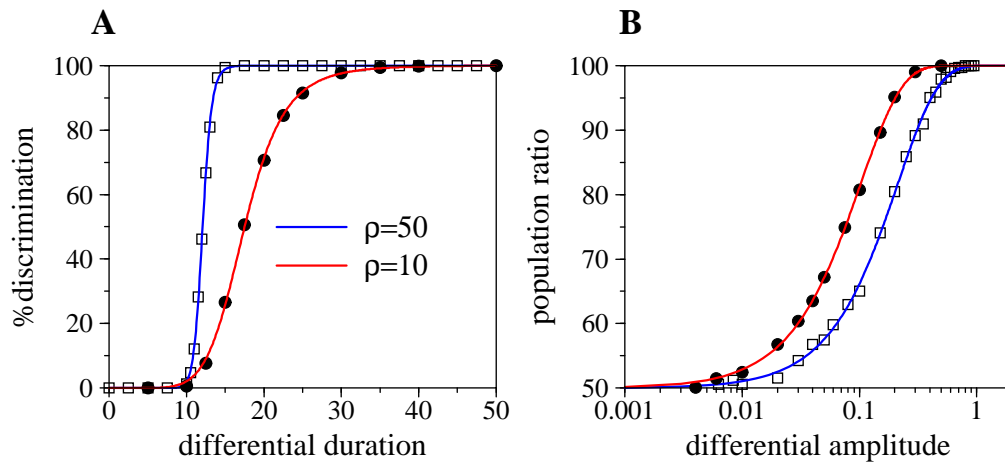 A
B
100
80
60
40
20
0
% discrimination
0 10 20 30 40 50
differential duration
ρ=50
ρ=10
100
90
80
70
60
50
population ratio
0.001 0.01 0.1 1
differential amplitude